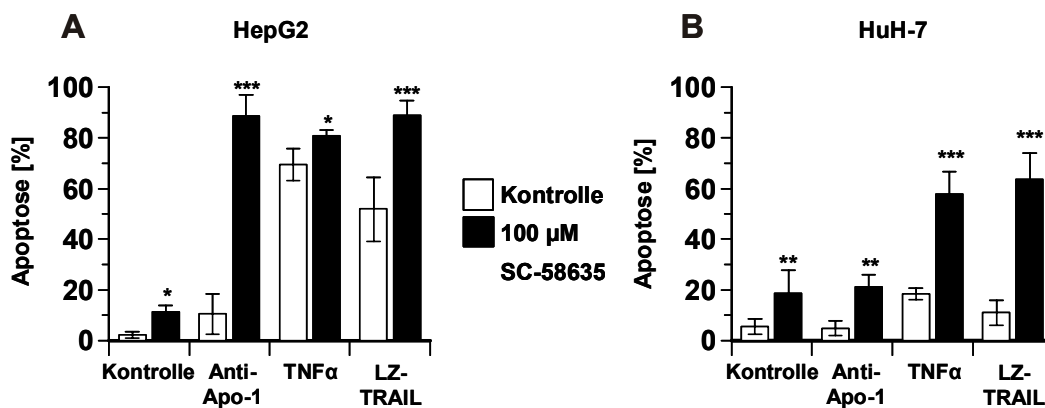 A
HepG2
Apoptose [%]
100
80
60
40
20
0
*
***
*
***
Kontrolle
Anti-
Apo-1
TNFα
LZ-
TRAIL
Kontrolle
100 µM
SC-58635
B
HuH-7
Apoptose [%]
100
80
60
40
20
0
**
**
***
***
Kontrolle
Anti-
Apo-1
TNFα
LZ-
TRAIL